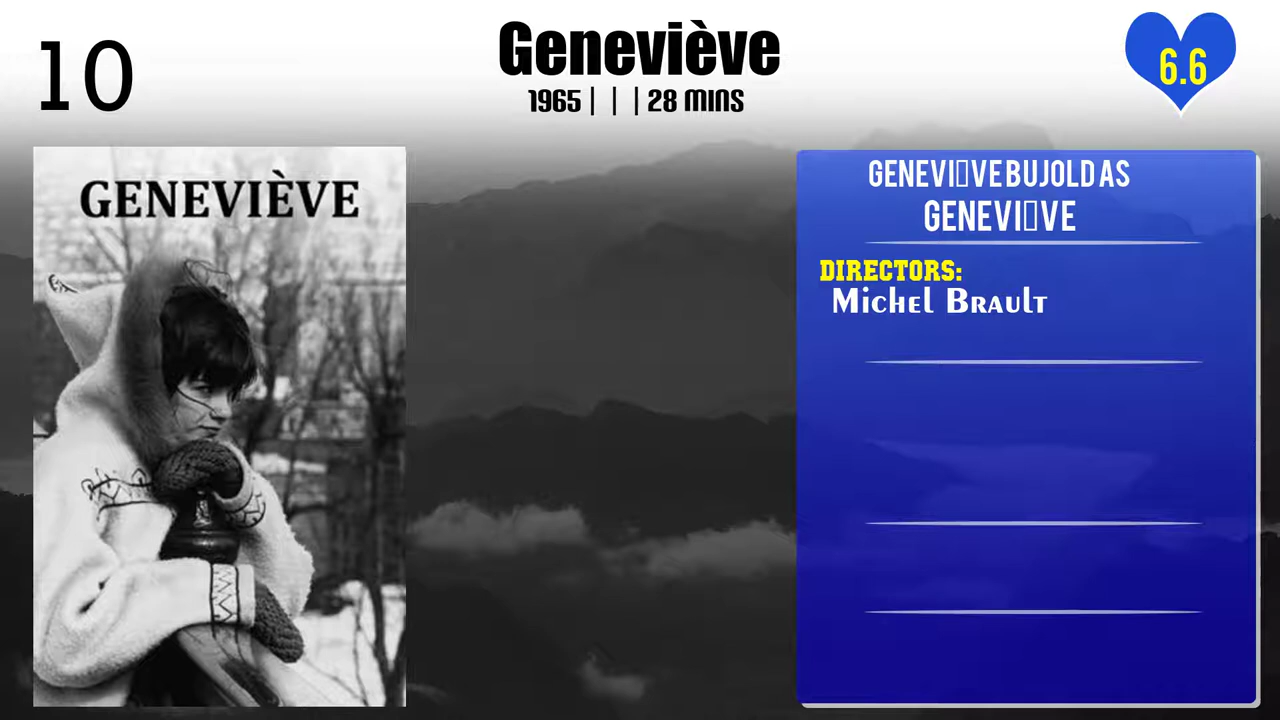 10
Geneviève
1965 | | | 28 MINS
6.6
GENEVIÈVE
GENEVI▯VE BUJOLD AS
GENEVI▯VE
DIRECTORS:
Michel Brault